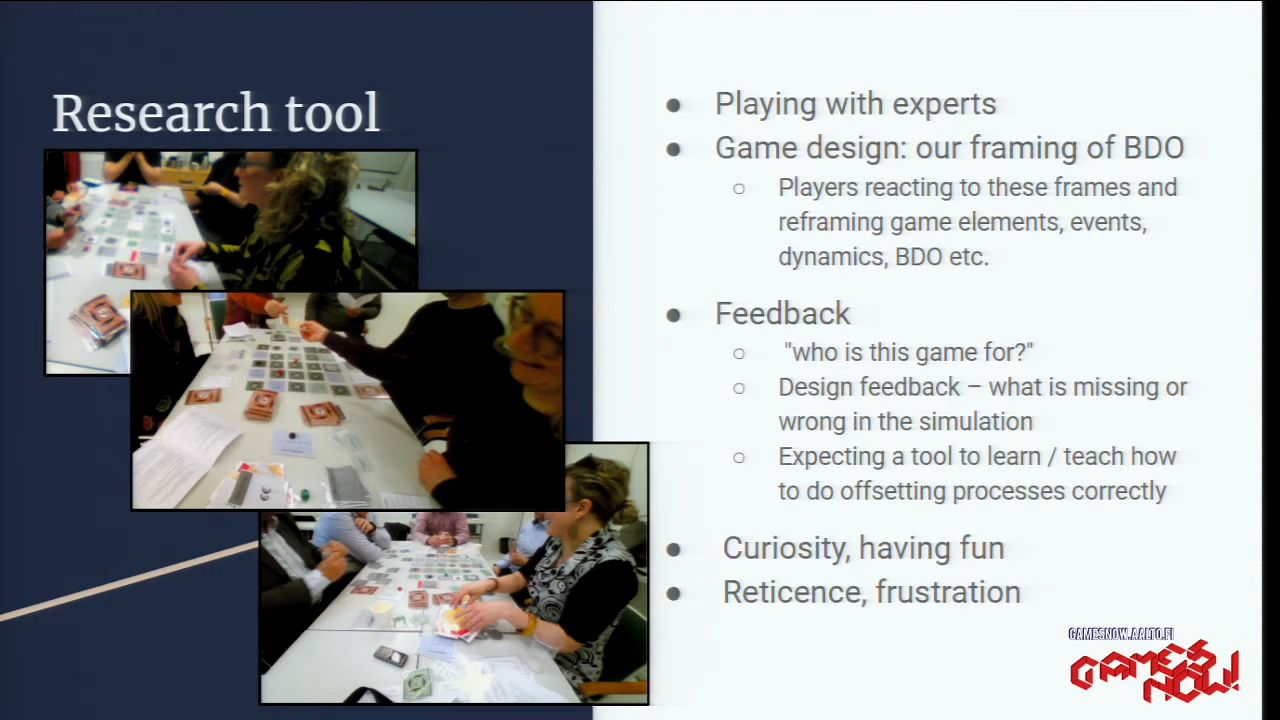 Research tool
● Playing with experts
● Game design: our framing of BDO
○ Players reacting to these frames and
reframing game elements, events,
dynamics, BDO etc.
● Feedback
○ "who is this game for?"
○ Design feedback – what is missing or
wrong in the simulation
○ Expecting a tool to learn / teach how
to do offsetting processes correctly
● Curiosity, having fun
● Reticence, frustration
GAMESNOW.AALTO.FI
GAMES
NOW!